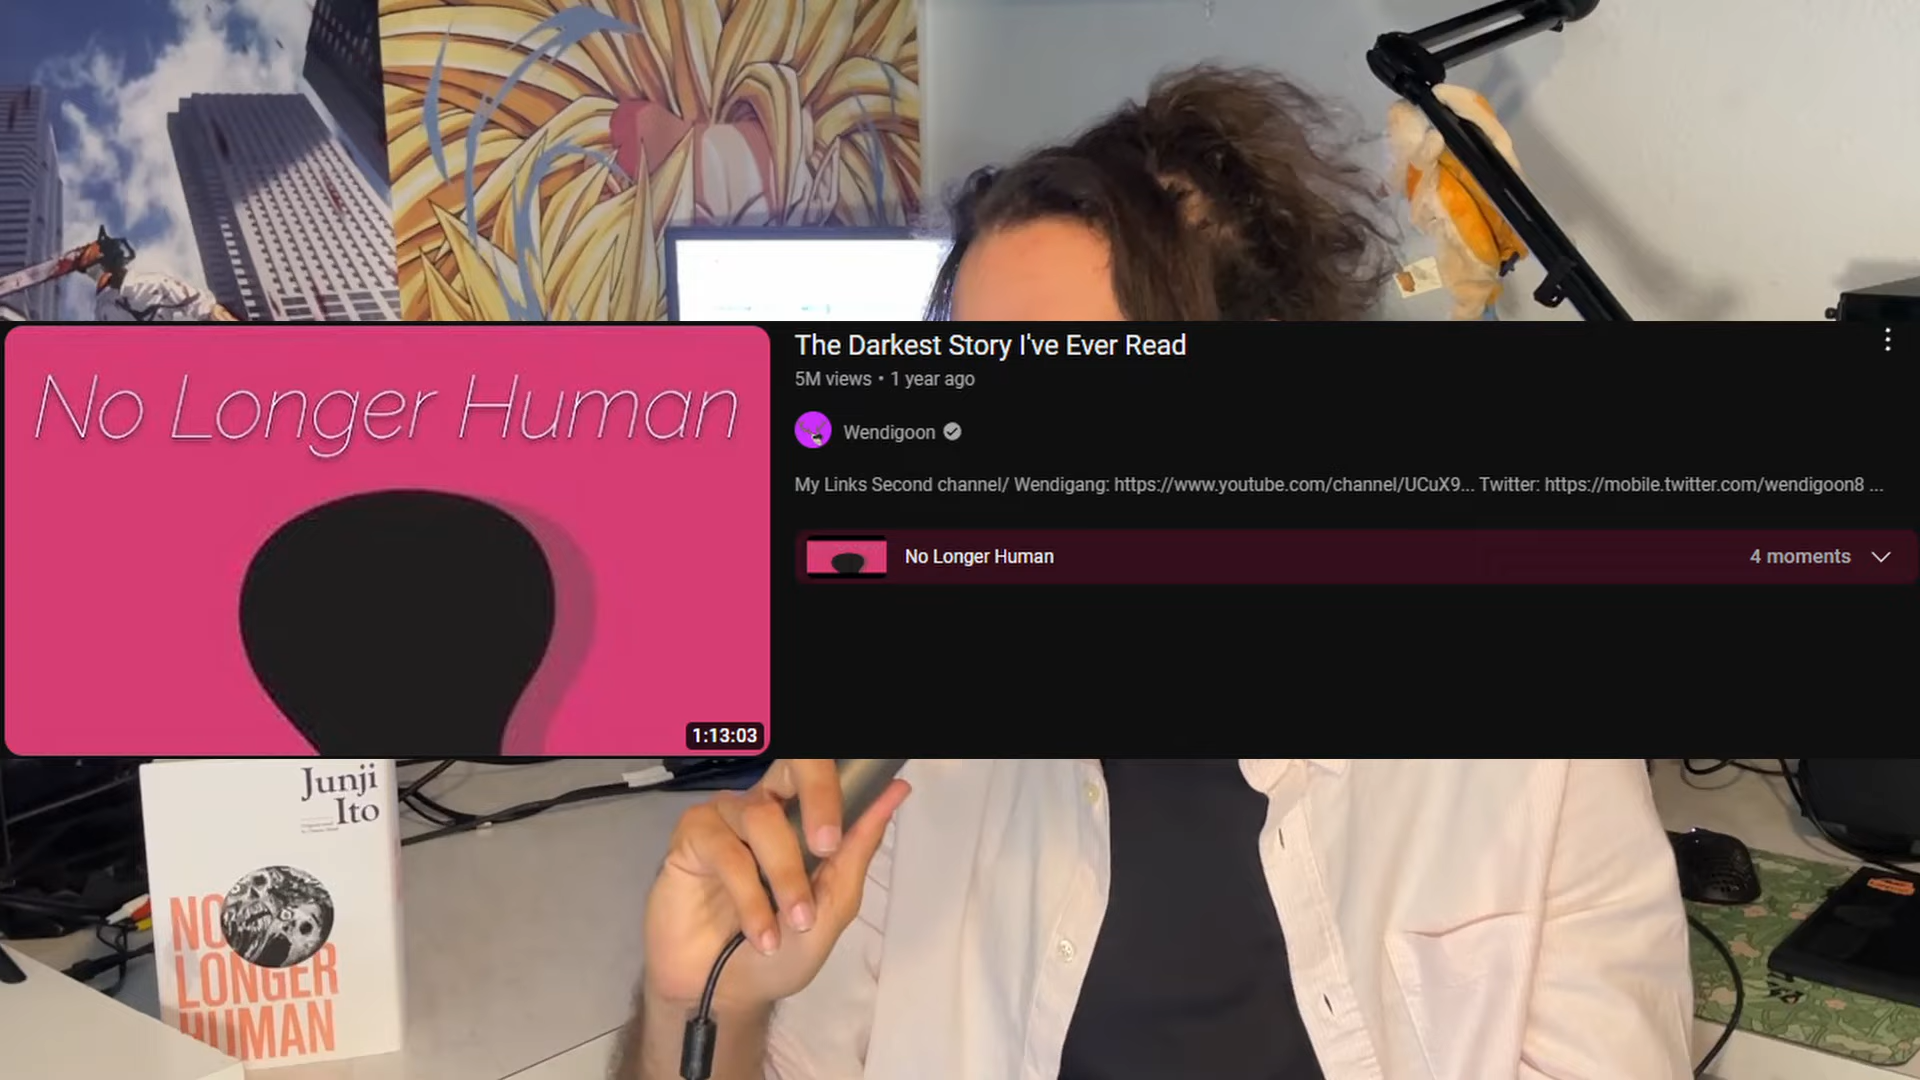 No Longer Human
1:13:03
The Darkest Story I've Ever Read
5M views • 1 year ago
Wendigoon
My Links Second channel/ Wendigang: https://www.youtube.com/channel/UCuX9... Twitter: https://mobile.twitter.com/wendigoon8 ...
No Longer Human
4 moments
Junji
Ito
NO
LONGER
HUMAN